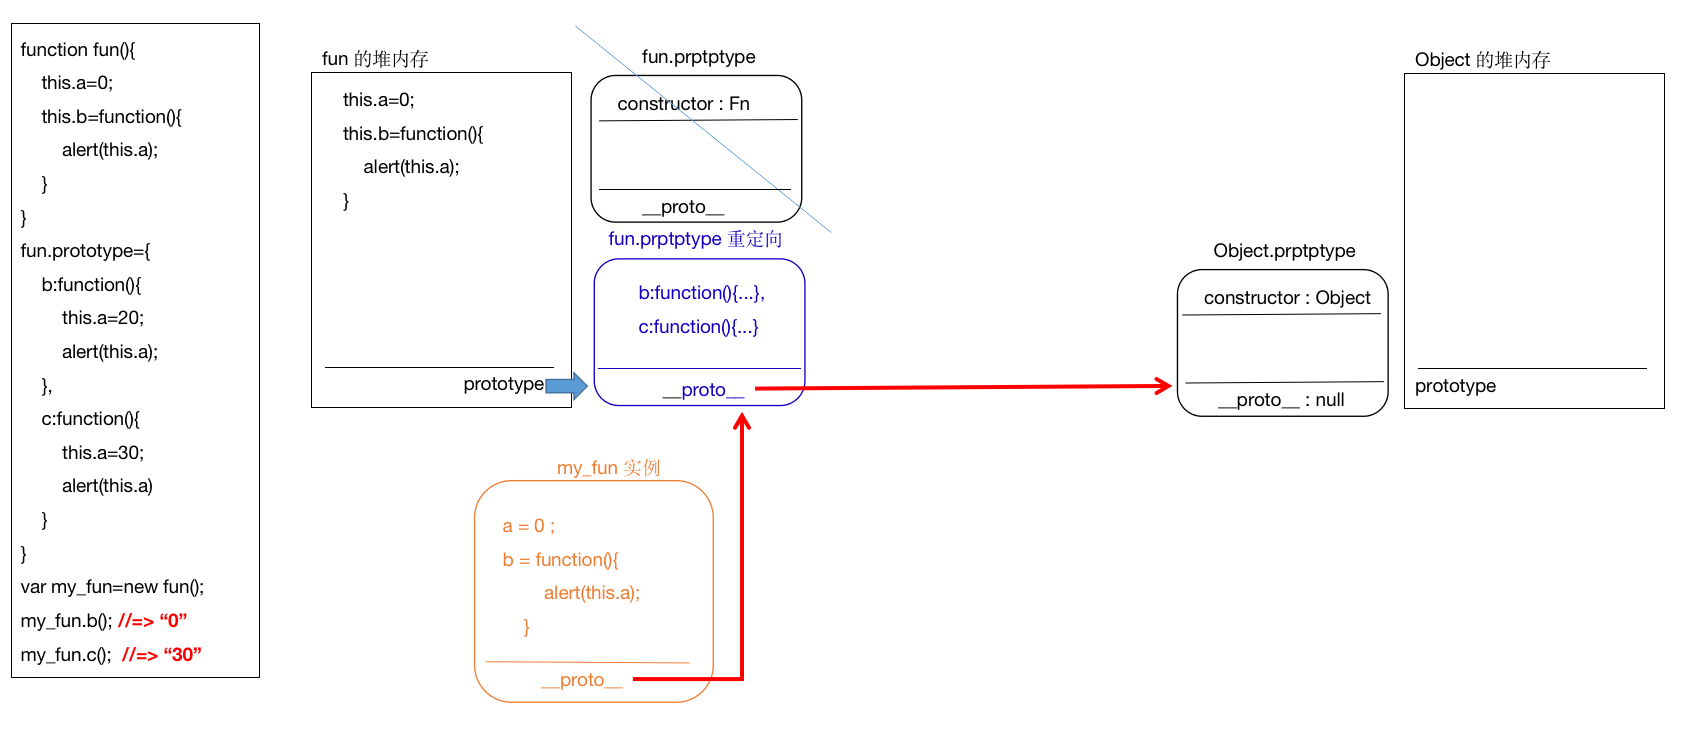 function fun(){
this.a=0;
this.b=function(){
alert(this.a);
}
}
fun.prototype={
b:function(){
this.a=20;
alert(this.a);
},
c:function(){
this.a=30;
alert(this.a)
}
}
var my_fun=new fun();
my_fun.b(); //=> “0”
my_fun.c(); //=> “30”
fun 的堆内存
this.a=0;
this.b=function(){
alert(this.a);
}
prototype
fun.prptptype
constructor : Fn
__proto__
fun.prptptype 重定向
b:function(){...},
c:function(){...}
__proto__
my_fun 实例
a = 0 ;
b = function(){
alert(this.a);
}
__proto__
Object.prptptype
constructor : Object
__proto__ : null
Object 的堆内存
prototype